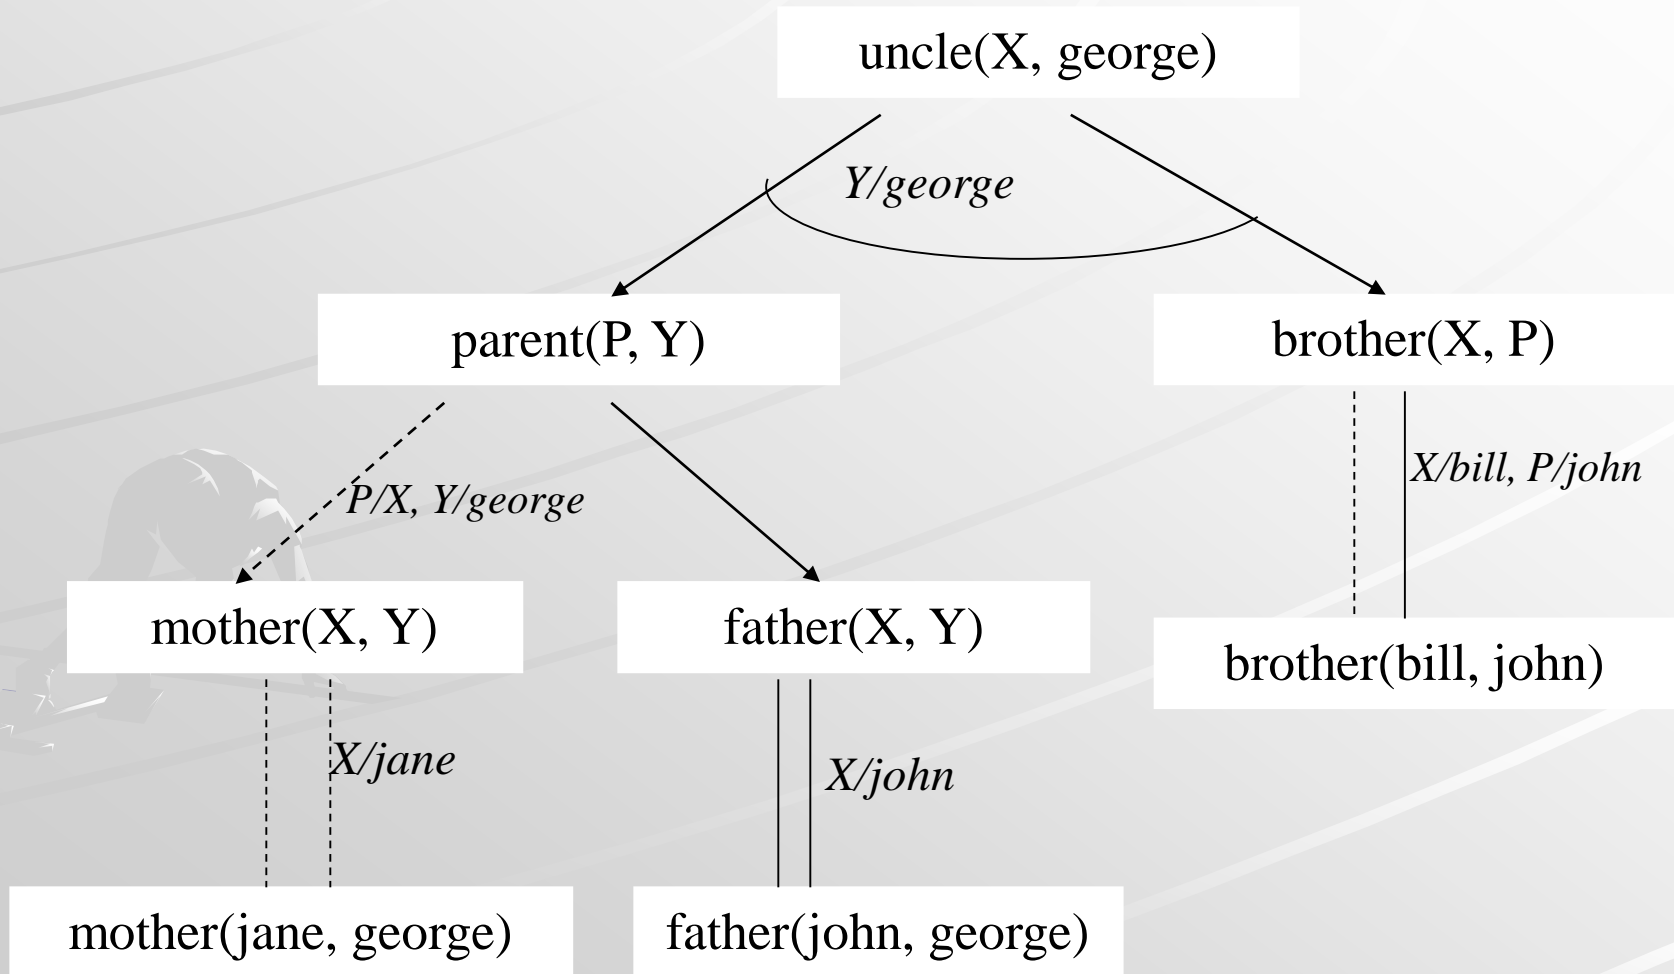 uncle(X, george)
Y/george
parent(P, Y)
brother(X, P)
P/X, Y/george
X/bill, P/john
mother(X, Y)
father(X, Y)
brother(bill, john)
X/jane
X/john
mother(jane, george)
father(john, george)